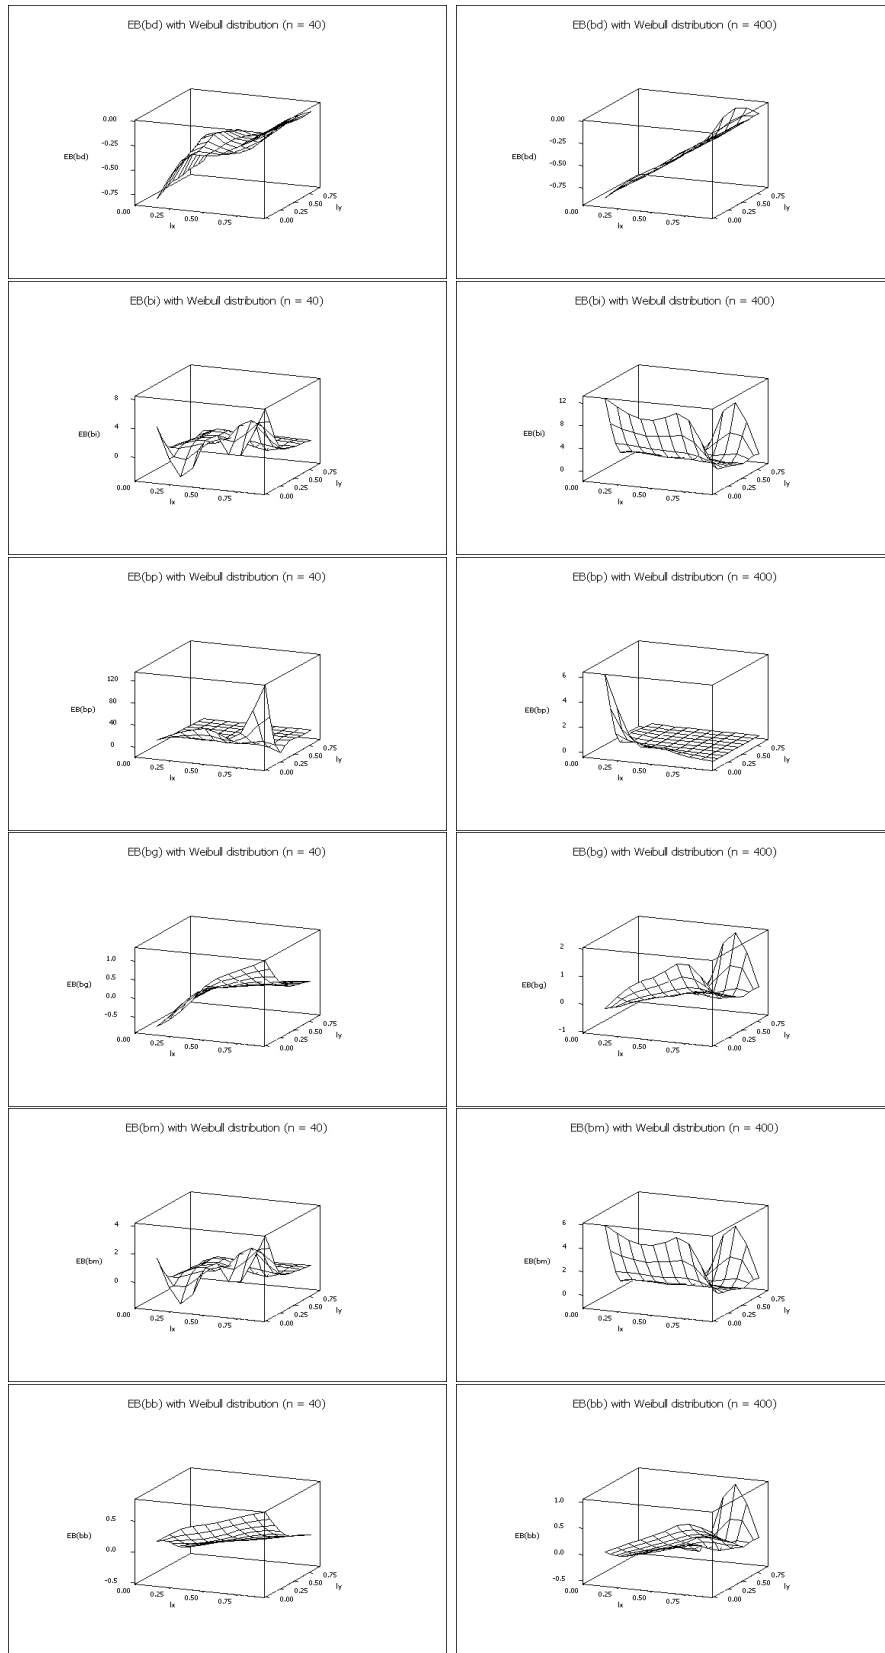 EB(bd) with Weibull distribution (n = 40)
0.00
-0.25
EB(bd)
-0.50
-0.75
0.00
0.25
lx
0.50
0.75
0.00
0.25
0.50
ly
0.75
EB(bd) with Weibull distribution (n = 400)
0.00
-0.25
EB(bd)
-0.50
-0.75
0.00
0.25
lx
0.50
0.75
0.00
0.25
0.50
ly
0.75
EB(bi) with Weibull distribution (n = 40)
8
4
EB(bi)
0
0.00
0.25
lx
0.50
0.75
0.00
0.25
0.50
ly
0.75
EB(bi) with Weibull distribution (n = 400)
12
8
EB(bi)
4
0
0.00
0.25
lx
0.50
0.75
0.00
0.25
0.50
ly
0.75
EB(bp) with Weibull distribution (n = 40)
120
80
EB(bp)
40
0
0.00
0.25
lx
0.50
0.75
0.00
0.25
0.50
ly
0.75
EB(bp) with Weibull distribution (n = 400)
6
4
EB(bp)
2
0
0.00
0.25
lx
0.50
0.75
0.00
0.25
0.50
ly
0.75
EB(bg) with Weibull distribution (n = 40)
1.0
0.5
EB(bg)
0.0
-0.5
0.00
0.25
lx
0.50
0.75
0.00
0.25
0.50
ly
0.75
EB(bg) with Weibull distribution (n = 400)
2
1
EB(bg)
0
-1
0.00
0.25
lx
0.50
0.75
0.00
0.25
0.50
ly
0.75
EB(bm) with Weibull distribution (n = 40)
4
2
EB(bm)
0
0.00
0.25
lx
0.50
0.75
0.00
0.25
0.50
ly
0.75
EB(bm) with Weibull distribution (n = 400)
6
4
EB(bm)
2
0
0.00
0.25
lx
0.50
0.75
0.00
0.25
0.50
ly
0.75
EB(bb) with Weibull distribution (n = 40)
0.5
EB(bb)
0.0
-0.5
0.00
0.25
lx
0.50
0.75
0.00
0.25
0.50
ly
0.75
EB(bb) with Weibull distribution (n = 400)
1.0
0.5
EB(bb)
0.0
-0.5
0.00
0.25
lx
0.50
0.75
0.00
0.25
0.50
ly
0.75